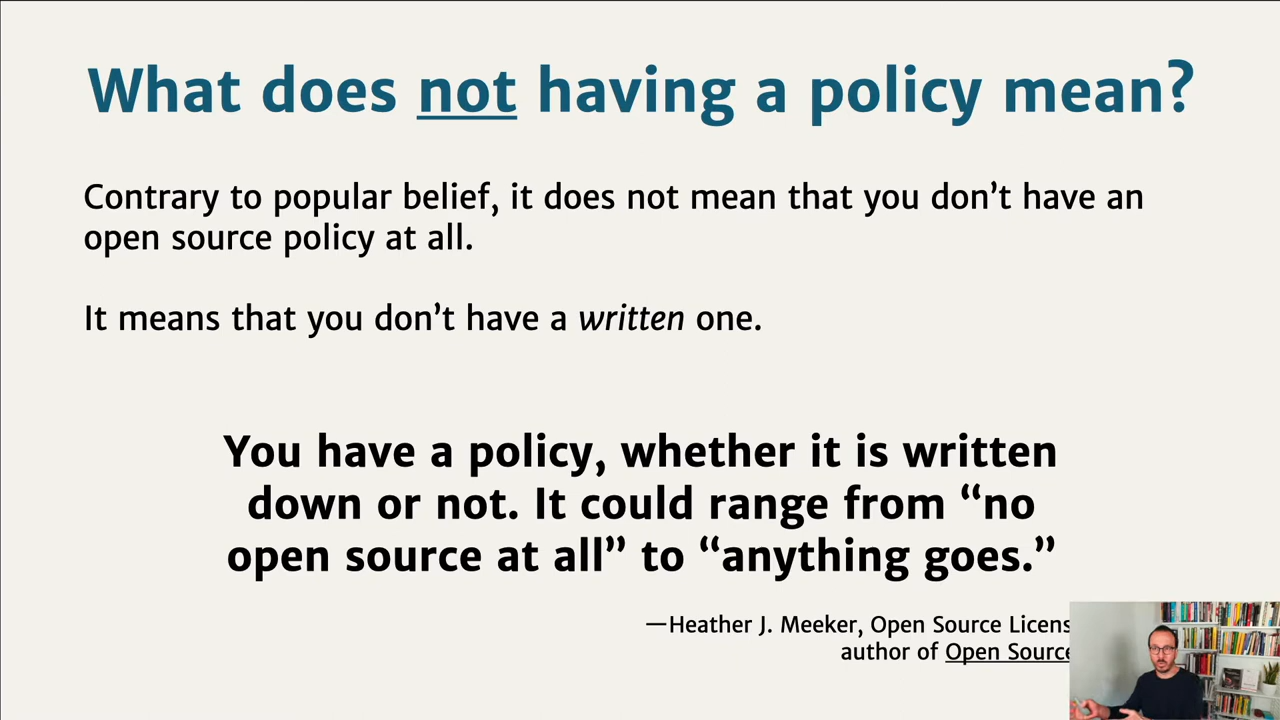 What does not having a policy mean?
Contrary to popular belief, it does not mean that you don’t have an
open source policy at all.
It means that you don’t have a written one.
You have a policy, whether it is written
down or not. It could range from “no
open source at all” to “anything goes.”
—Heather J. Meeker, Open Source
author of Open Source